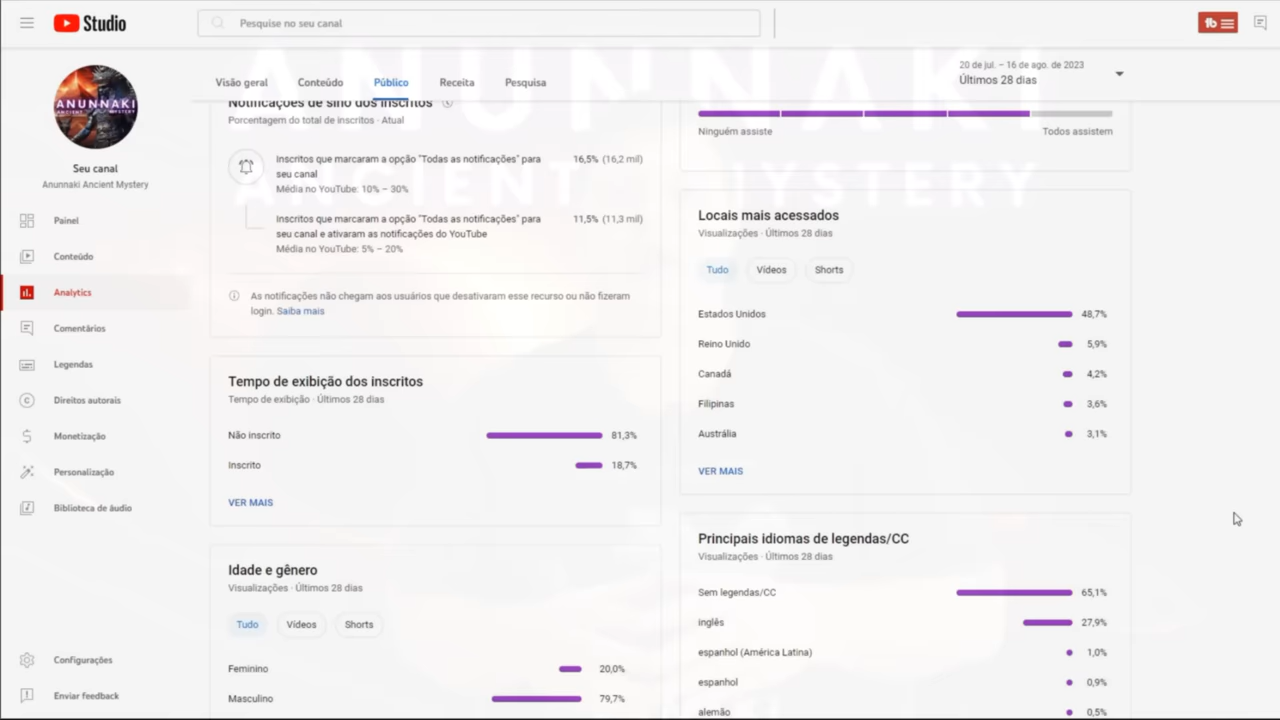 Studio
Pesquise no seu canal
ANUNNAKI
ANCIENT MYSTERY
Seu canal
Anunnaki Ancient Mystery
Painel
Conteúdo
Analytics
Comentários
Legendas
Direitos autorais
Monetização
Personalização
Biblioteca de áudio
Configurações
Enviar feedback
Visão geral
Conteúdo
Público
Receita
Pesquisa
20 de jul. – 16 de ago. de 2023
Últimos 28 dias
ANUNNAKI
ANCIENT MYSTERY
Notificações de sino dos inscritos
Porcentagem do total de inscritos · Atual
Inscritos que marcaram a opção "Todas as notificações" para 16,5% (16,2 mil)
seu canal
Média no YouTube: 10% – 30%
Inscritos que marcaram a opção "Todas as notificações" para 11,5% (11,3 mil)
seu canal e ativaram as notificações do YouTube
Média no YouTube: 5% – 20%
As notificações não chegam aos usuários que desativaram esse recurso ou não fizeram
login. Saiba mais
Tempo de exibição dos inscritos
Tempo de exibição · Últimos 28 dias
Não inscrito 81,3%
Inscrito 18,7%
VER MAIS
Idade e gênero
Visualizações · Últimos 28 dias
Tudo Vídeos Shorts
Feminino 20,0%
Masculino 79,7%
Ninguém assiste Todos assistem
Locais mais acessados
Visualizações · Últimos 28 dias
Tudo Vídeos Shorts
Estados Unidos 48,7%
Reino Unido 5,9%
Canadá 4,2%
Filipinas 3,6%
Austrália 3,1%
VER MAIS
Principais idiomas de legendas/CC
Visualizações · Últimos 28 dias
Sem legendas/CC 65,1%
inglês 27,9%
espanhol (América Latina) 1,0%
espanhol 0,9%
alemão 0,5%